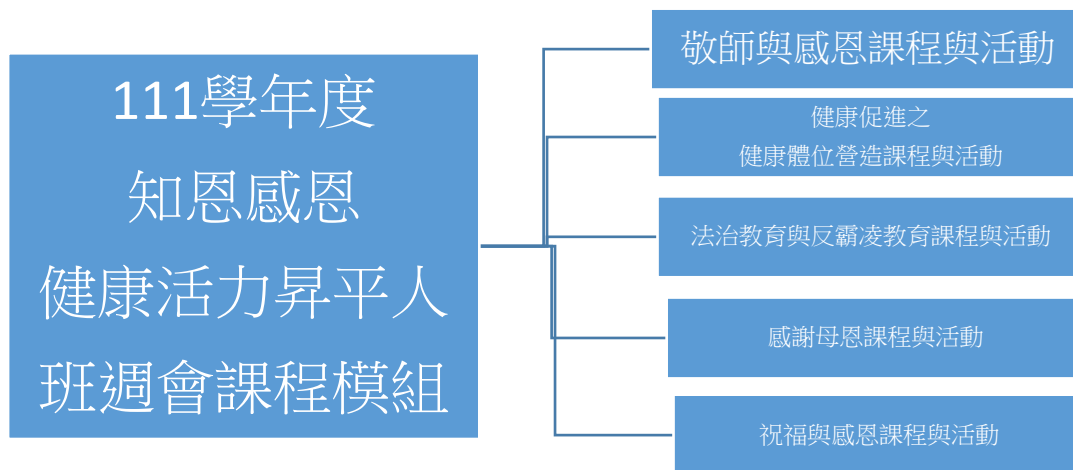 111學年度
知恩感恩
健康活力昇平人
班週會課程模組
敬師與感恩課程與活動
健康促進之
健康體位營造課程與活動
法治教育與反霸凌教育課程與活動
感謝母恩課程與活動
祝福與感恩課程與活動